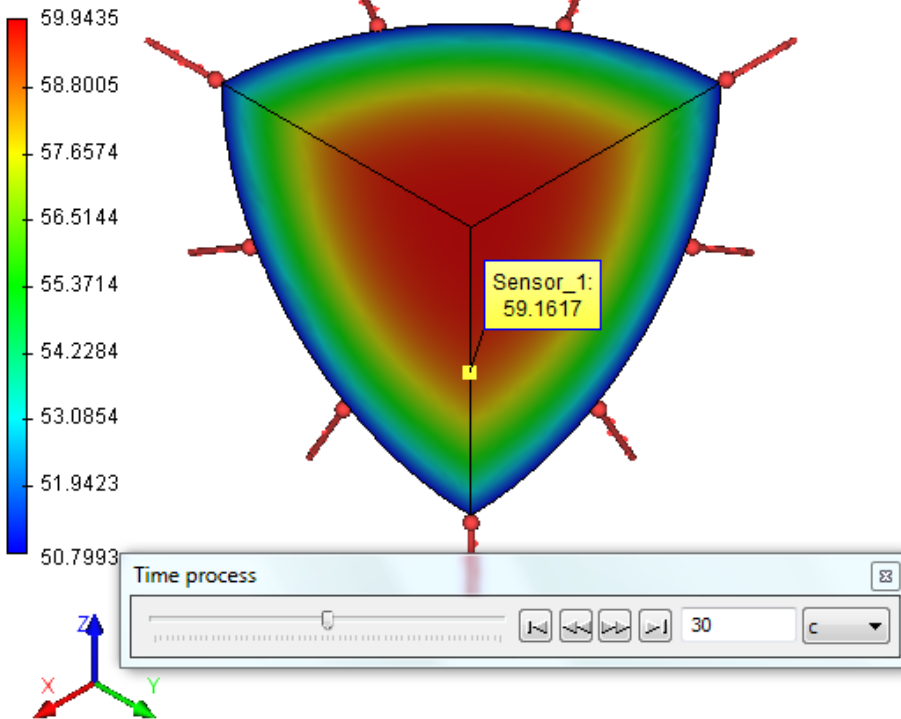 59.9435
58.8005
57.6574
56.5144
55.3714
54.2284
53.0854
51.9423
50.7993
Sensor_1:
59.1617
Time process
30
c
Z
X
Y